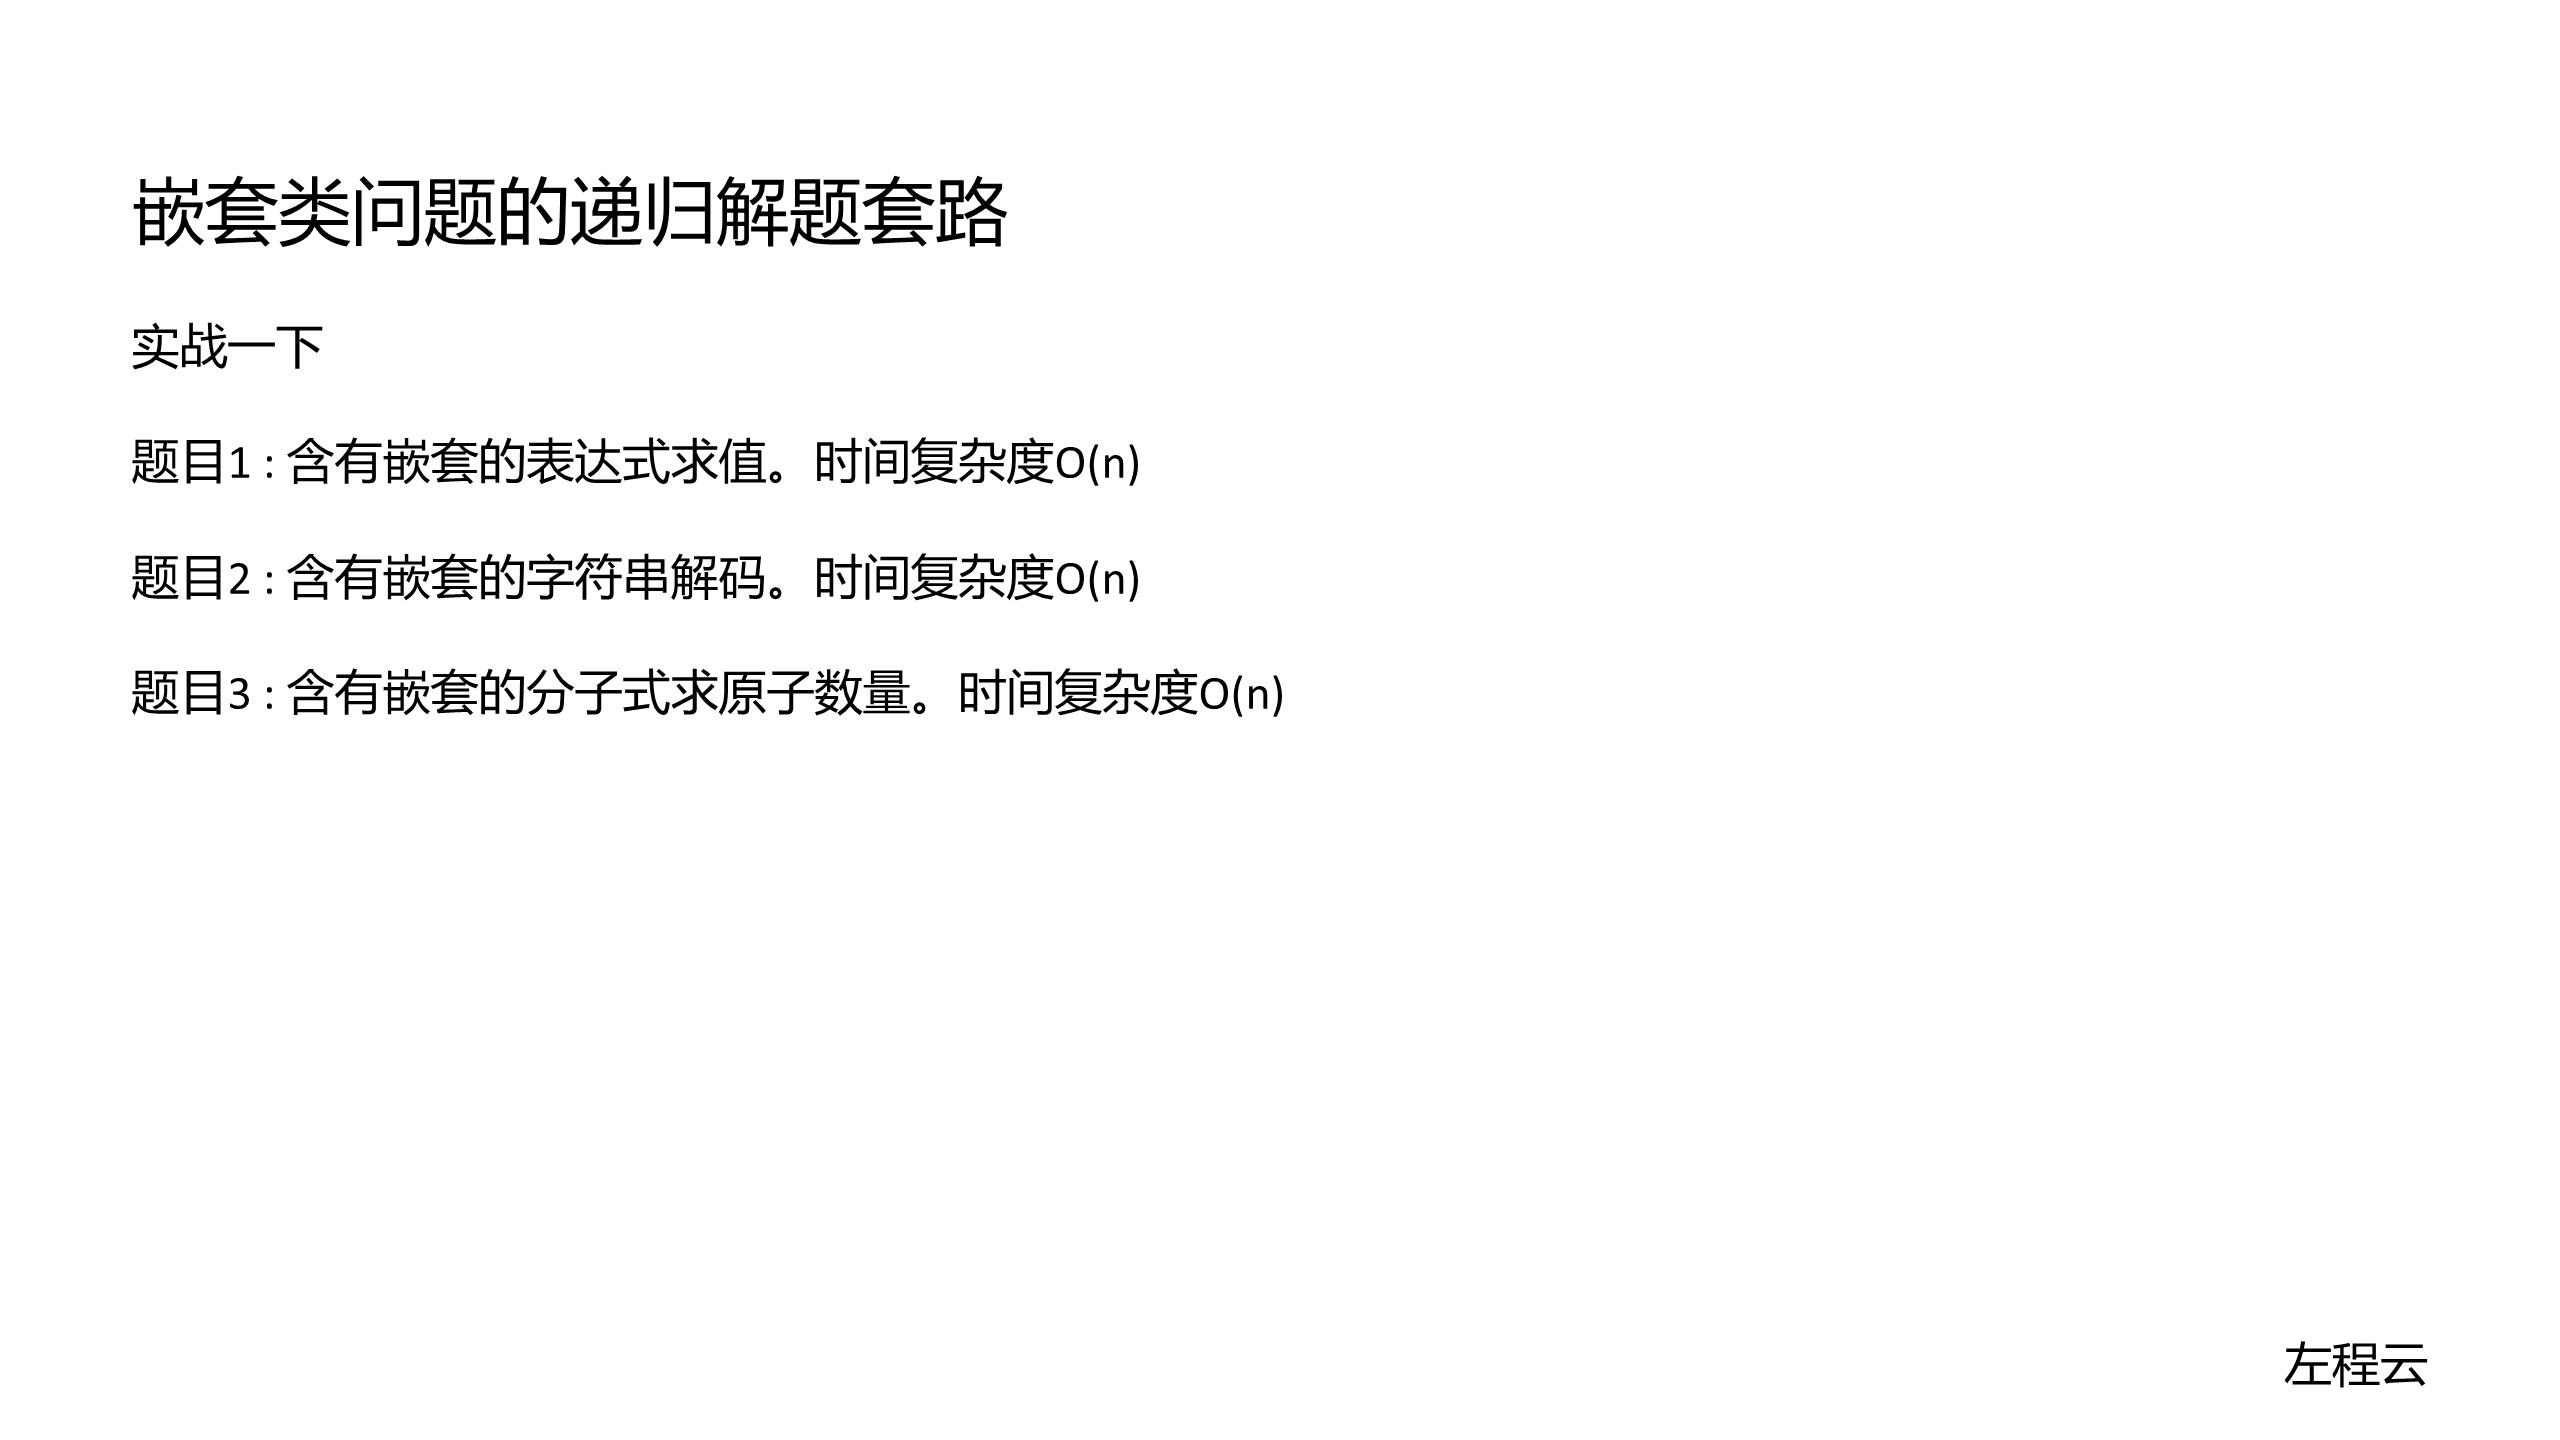 嵌套类问题的递归解题套路
实战一下
题目1 : 含有嵌套的表达式求值。时间复杂度O(n)
题目2 : 含有嵌套的字符串解码。时间复杂度O(n)
题目3 : 含有嵌套的分子式求原子数量。时间复杂度O(n)
左程云